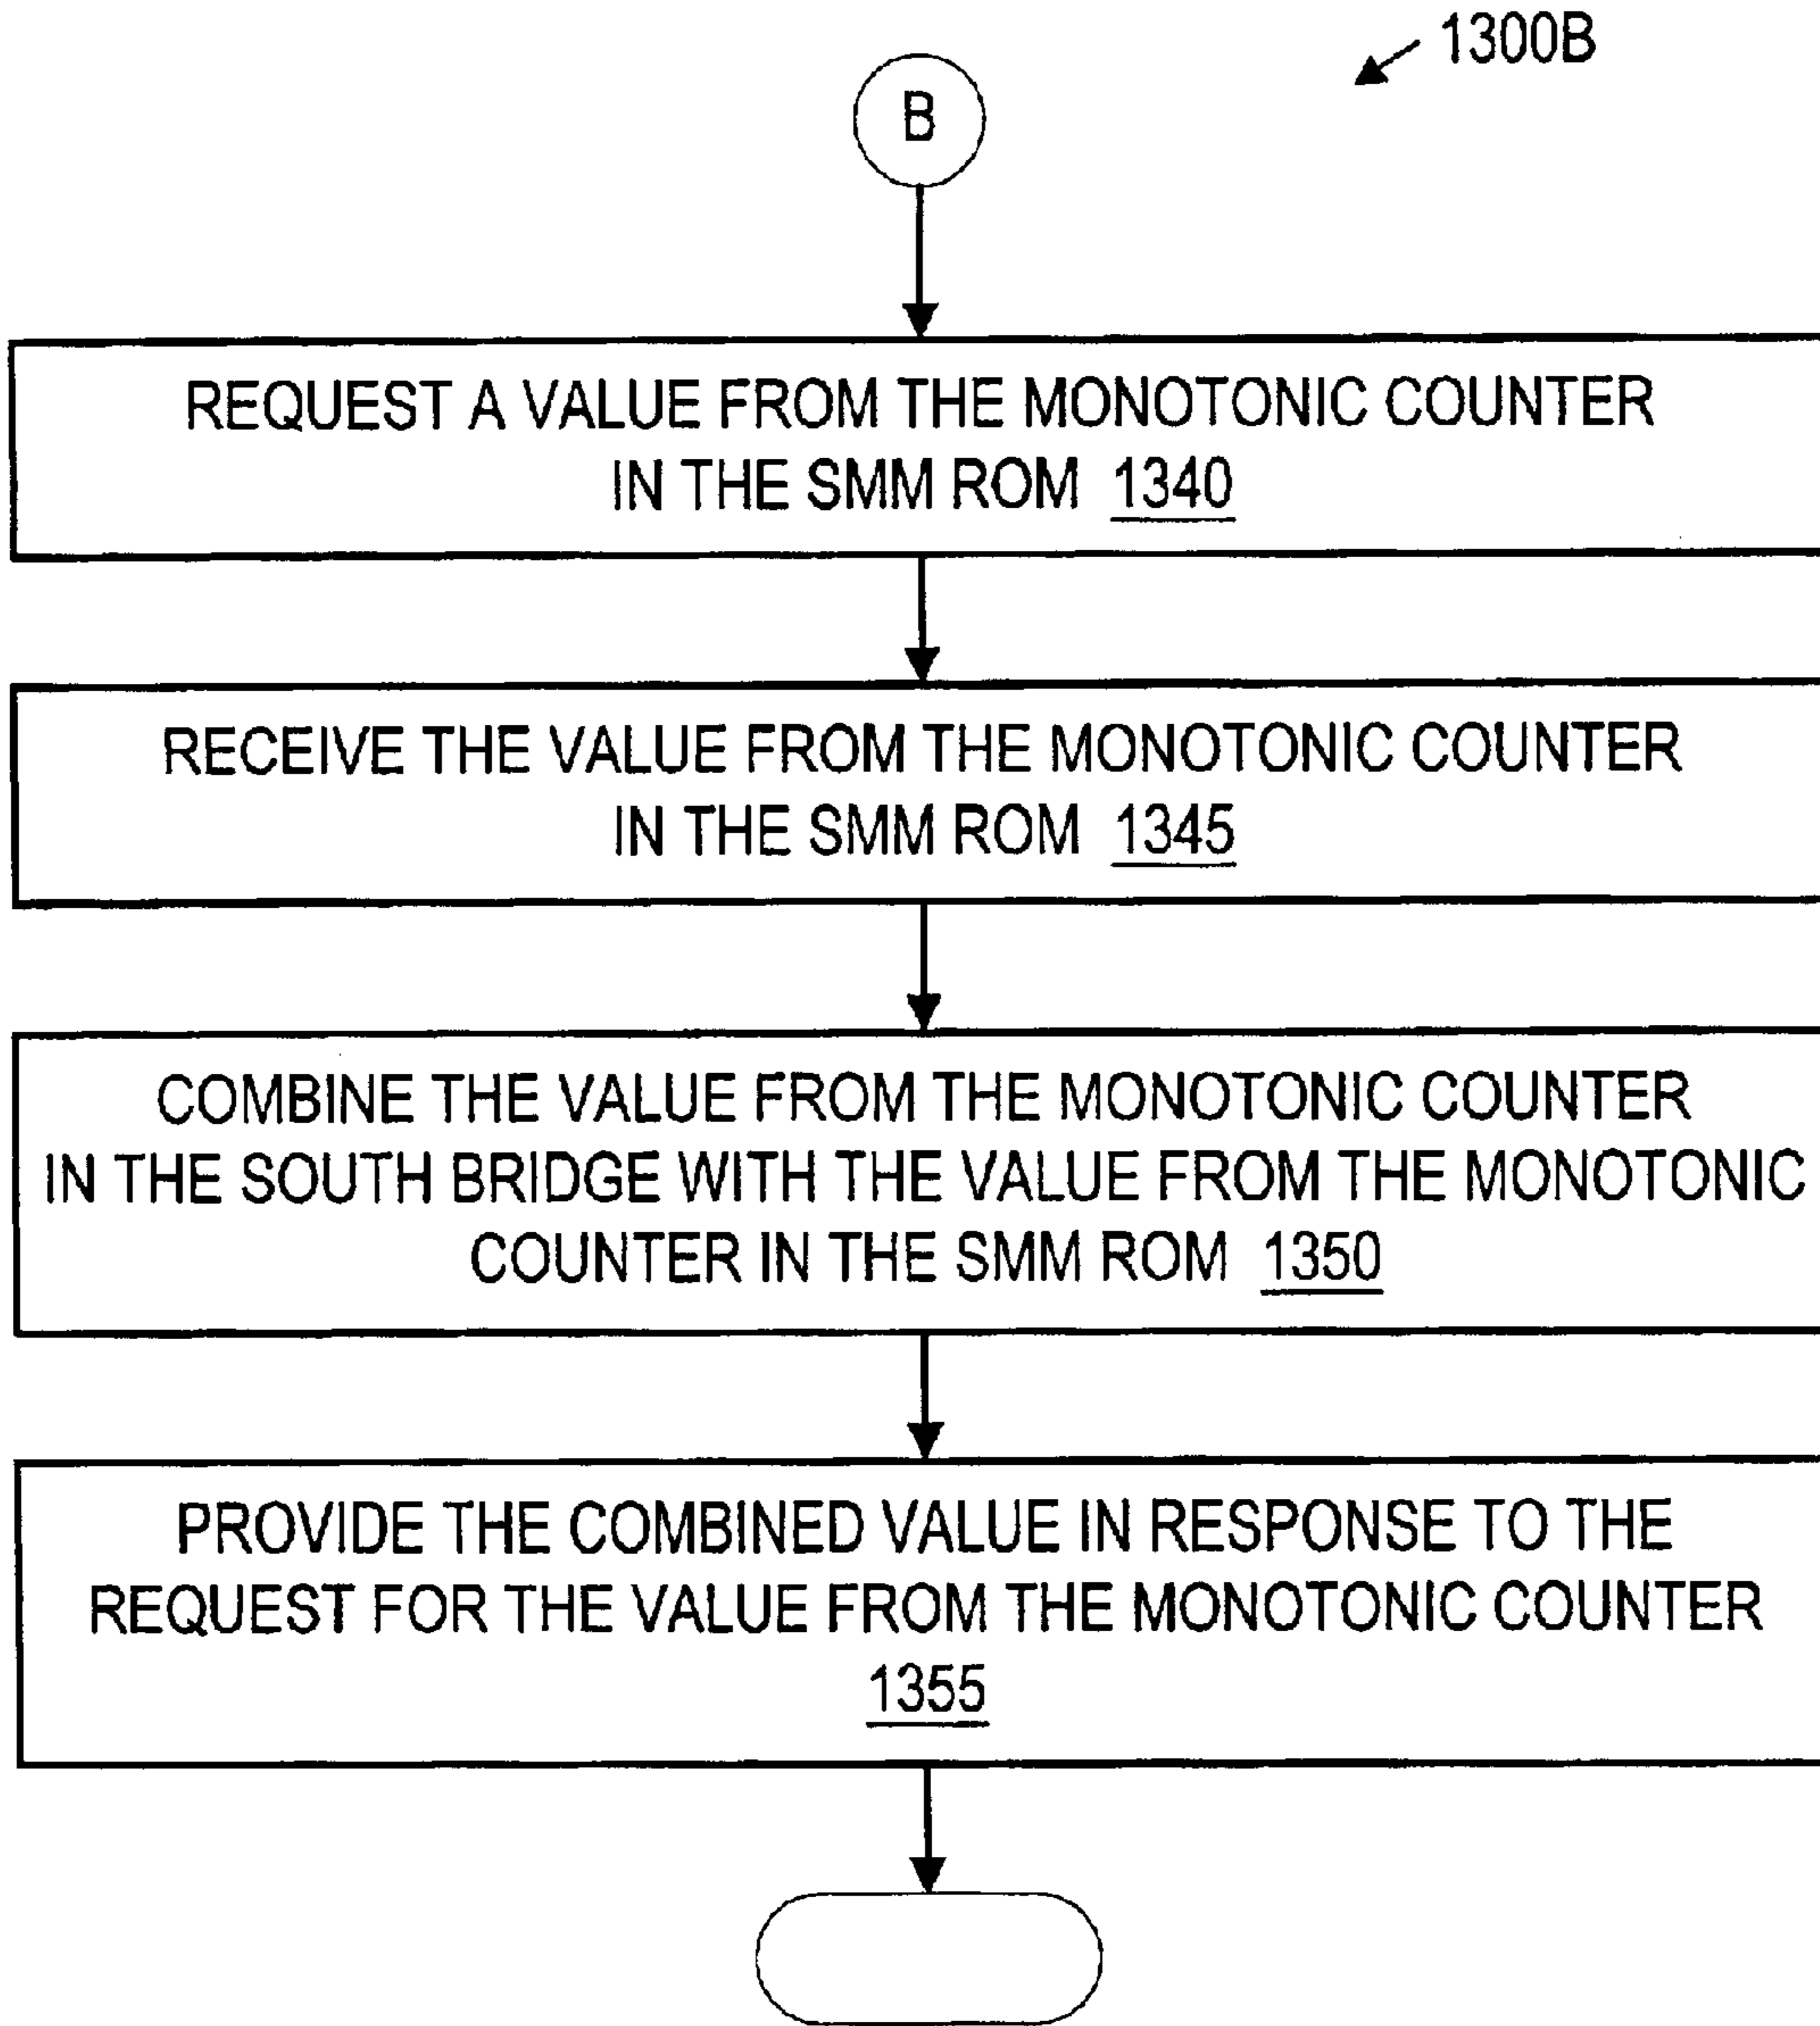 1300B
B
REQUEST A VALUE FROM THE MONOTONIC COUNTER
IN THE SMM ROM 1340
RECEIVE THE VALUE FROM THE MONOTONIC COUNTER
IN THE SMM ROM 1345
COMBINE THE VALUE FROM THE MONOTONIC COUNTER
IN THE SOUTH BRIDGE WITH THE VALUE FROM THE MONOTONIC
COUNTER IN THE SMM ROM 1350
PROVIDE THE COMBINED VALUE IN RESPONSE TO THE
REQUEST FOR THE VALUE FROM THE MONOTONIC COUNTER
1355